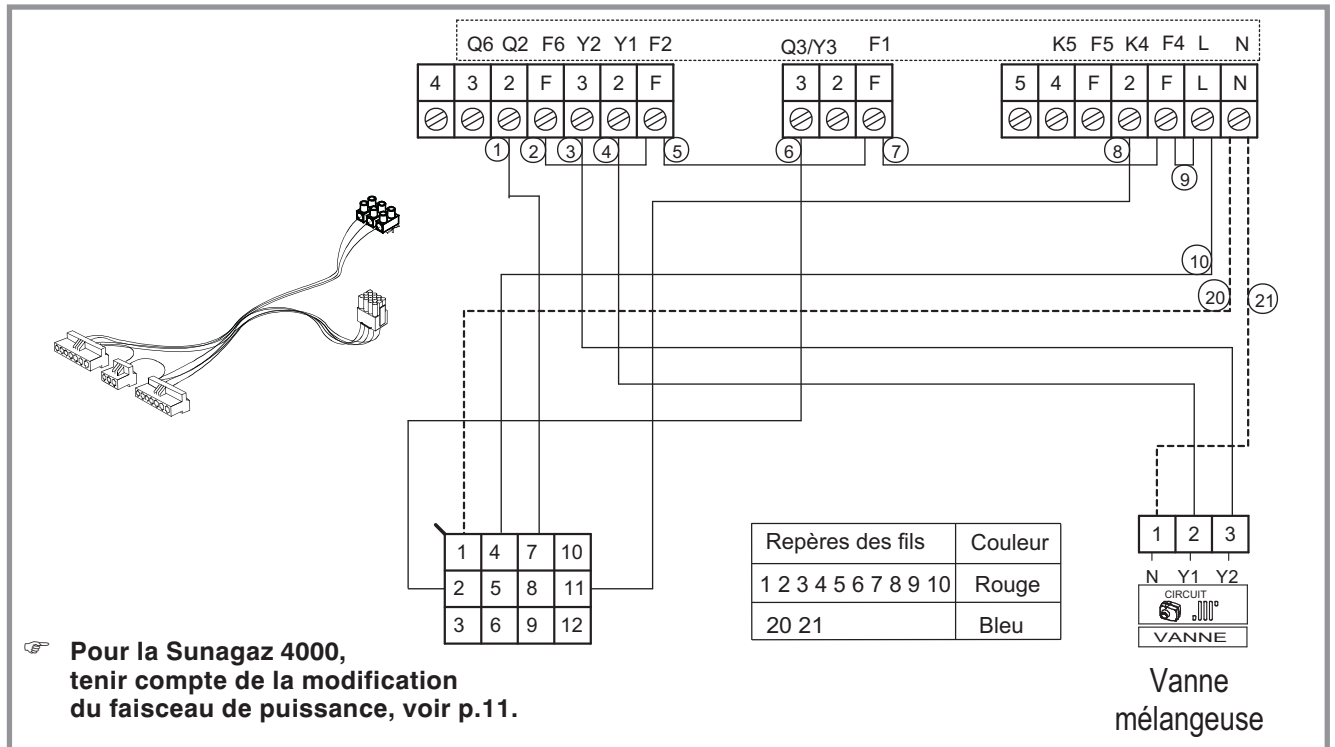 Q6 Q2 F6 Y2 Y1 F2 Q3/Y3 F1 K5 F5 K4 F4 L N
4 3 2 F 3 2 F 3 2 F 5 4 F 2 F L N
1 2 3 4 5 6 7 8
9
10
20 21
1 4 7 10
2 5 8 11
3 6 9 12
Repères des fils Couleur
1 2 3 4 5 6 7 8 9 10 Rouge
20 21 Bleu
1 2 3
N Y1 Y2
CIRCUIT
VANNE
Vanne
mélangeuse
Pour la Sunagaz 4000,
tenir compte de la modification
du faisceau de puissance, voir p.11.